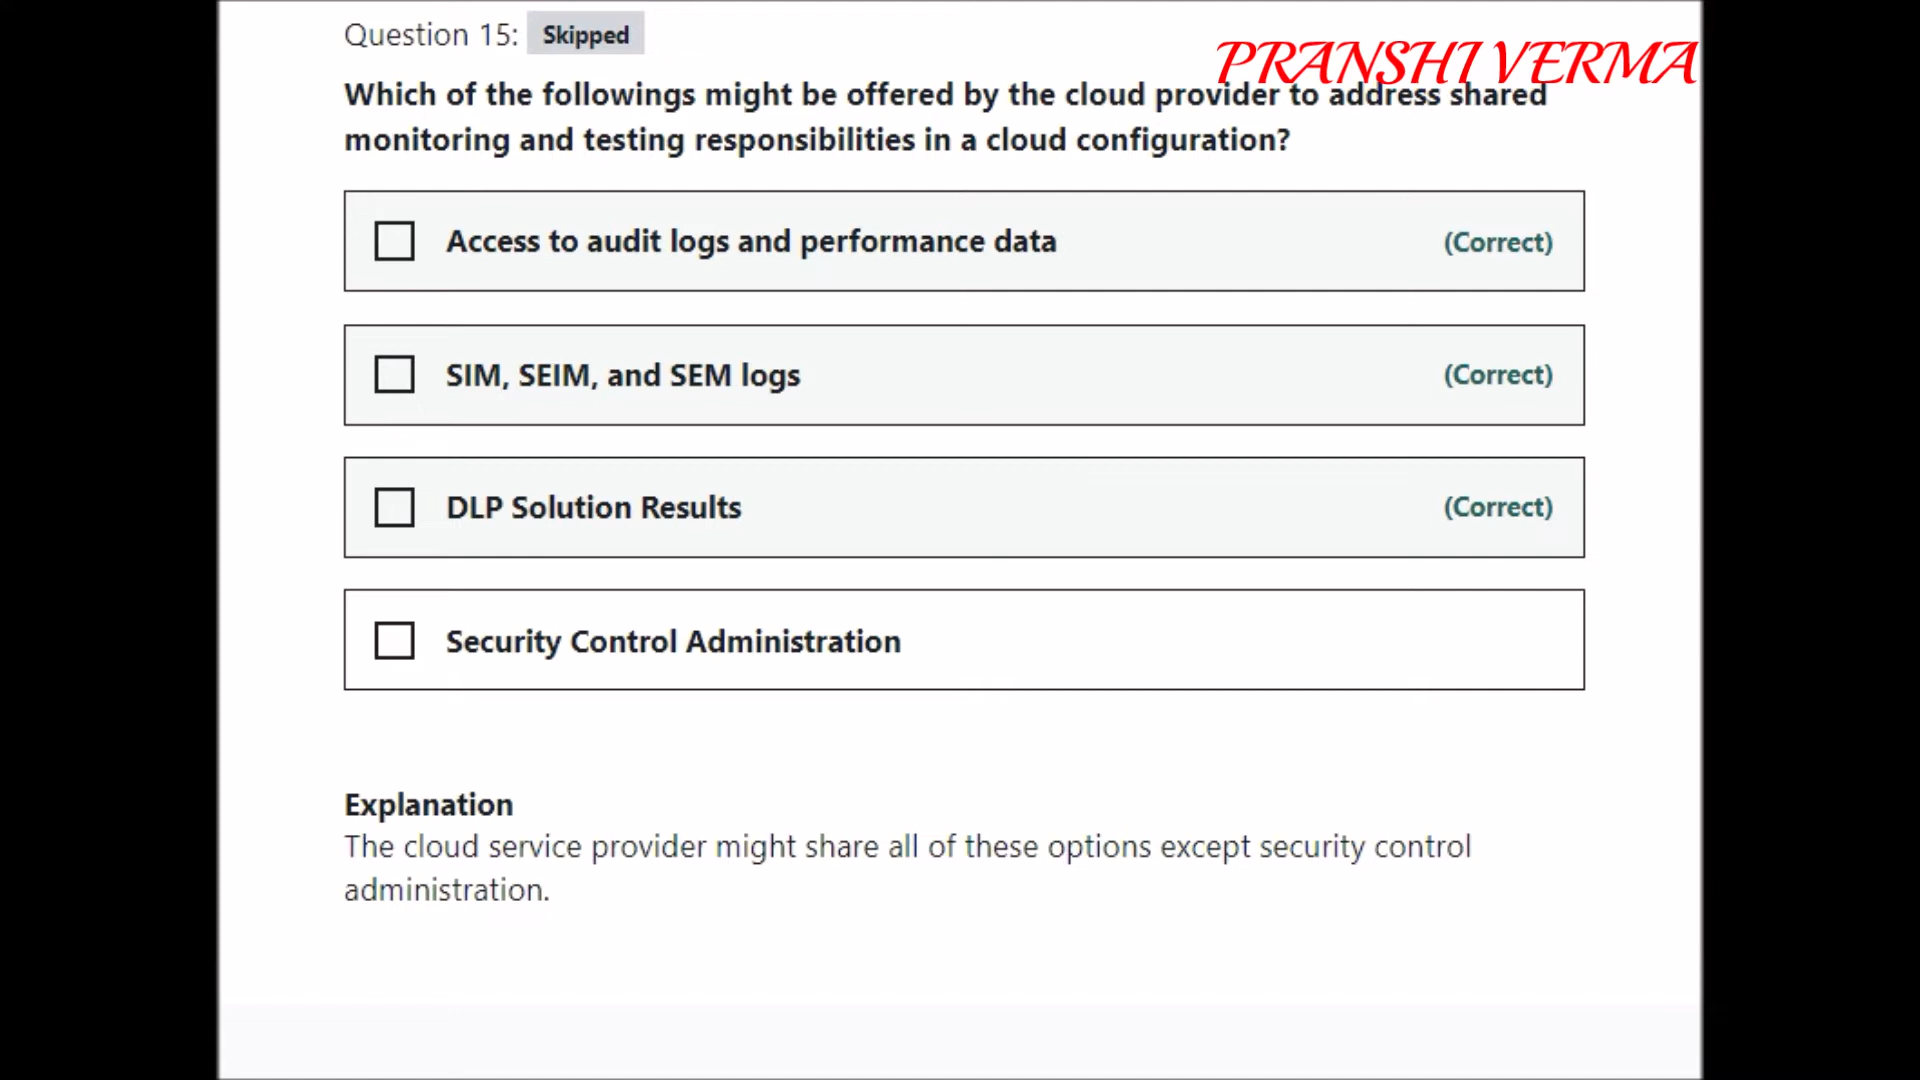 Question 15: Skipped
PRANSHI VERMA
Which of the followings might be offered by the cloud provider to address shared
monitoring and testing responsibilities in a cloud configuration?
Access to audit logs and performance data (Correct)
SIM, SEIM, and SEM logs (Correct)
DLP Solution Results (Correct)
Security Control Administration
Explanation
The cloud service provider might share all of these options except security control
administration.